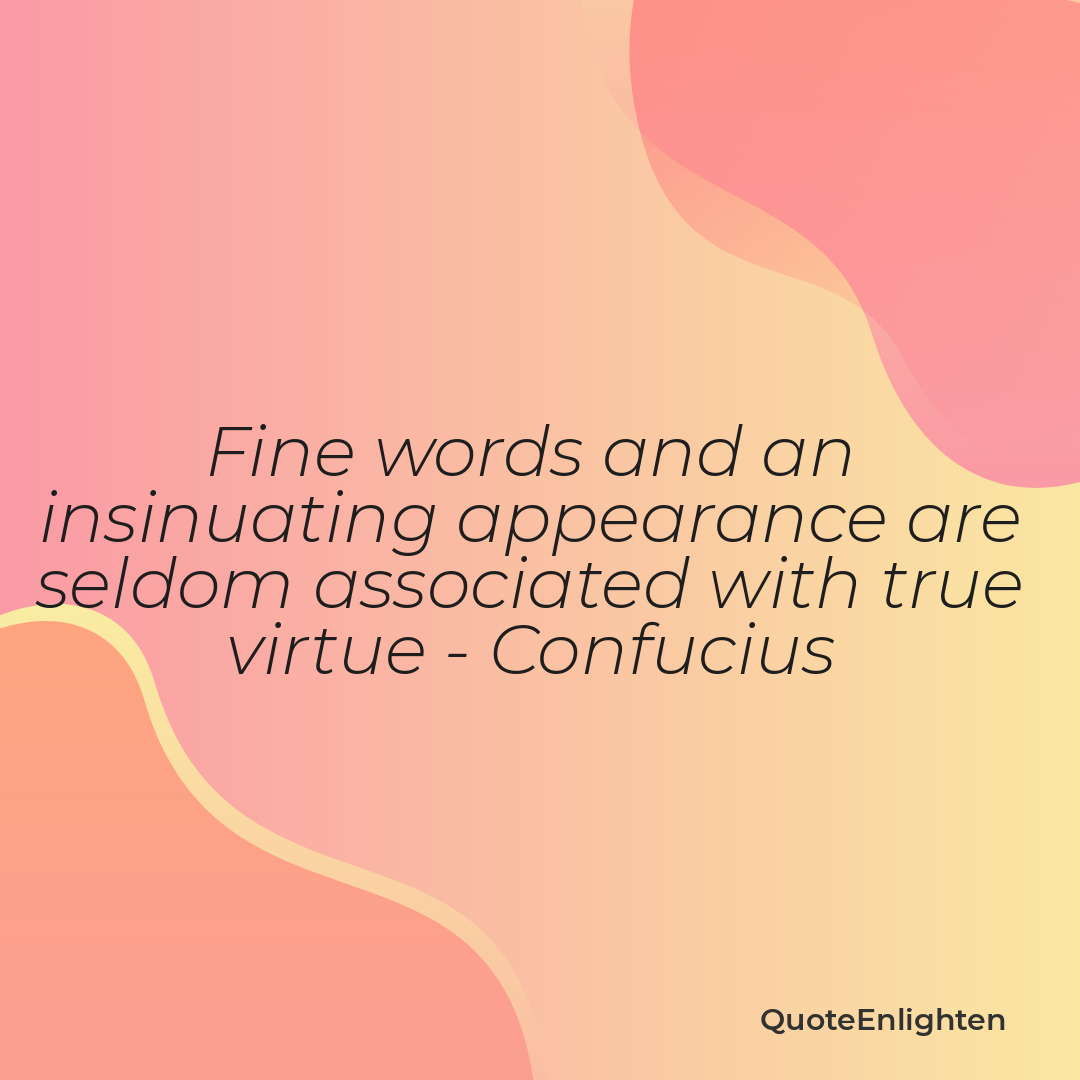 Fine words and an
insinuating appearance are
seldom associated with true
virtue - Confucius
QuoteEnlighten